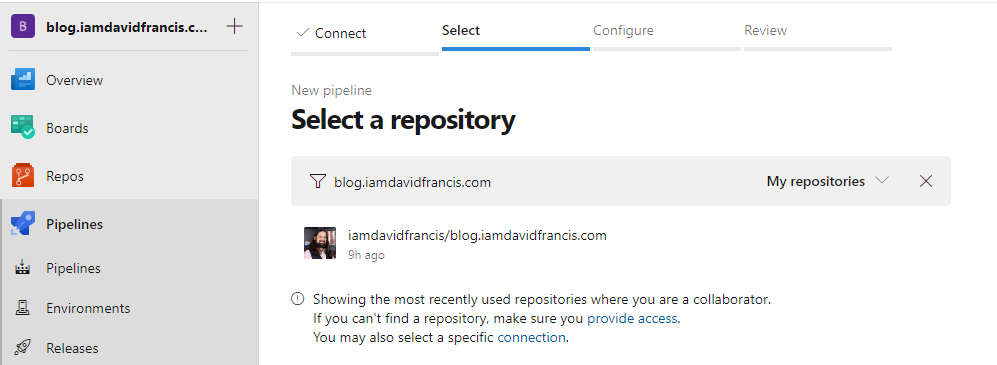 B blog.iamdavidfrancis.c... +
Overview
Boards
Repos
Pipelines
Pipelines
Environments
Releases
Connect Select Configure Review
New pipeline
Select a repository
blog.iamdavidfrancis.com My repositories
iamdavidfrancis/blog.iamdavidfrancis.com
9h ago
Showing the most recently used repositories where you are a collaborator.
If you can't find a repository, make sure you provide access.
You may also select a specific connection.